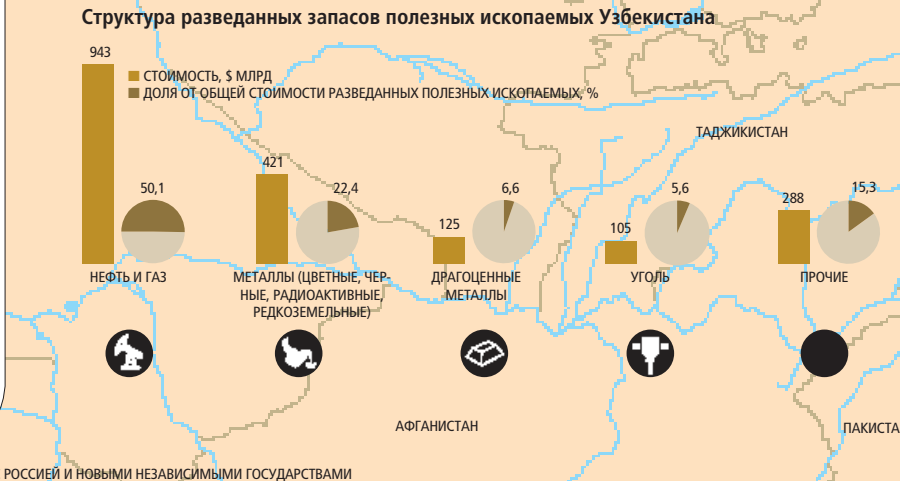 Структура разведанных запасов полезных ископаемых Узбекистана
943
СТОИМОСТЬ, $ МЛРД
ДОЛЯ ОТ ОБЩЕЙ СТОИМОСТИ РАЗВЕДАННЫХ ПОЛЕЗНЫХ ИСКОПАЕМЫХ, %
ТАДЖИКИСТАН
421
50,1
22,4
6,6
5,6
15,3
125
105
288
НЕФТЬ И ГАЗ
МЕТАЛЛЫ (ЦВЕТНЫЕ, ЧЕР-
НЫЕ, РАДИОАКТИВНЫЕ,
РЕДКОЗЕМЕЛЬНЫЕ)
ДРАГОЦЕННЫЕ
МЕТАЛЛЫ
УГОЛЬ
ПРОЧИЕ
АФГАНИСТАН
ПАКИСТА
РОССИЕЙ И НОВЫМИ НЕЗАВИСИМЫМИ ГОСУДАРСТВАМИ